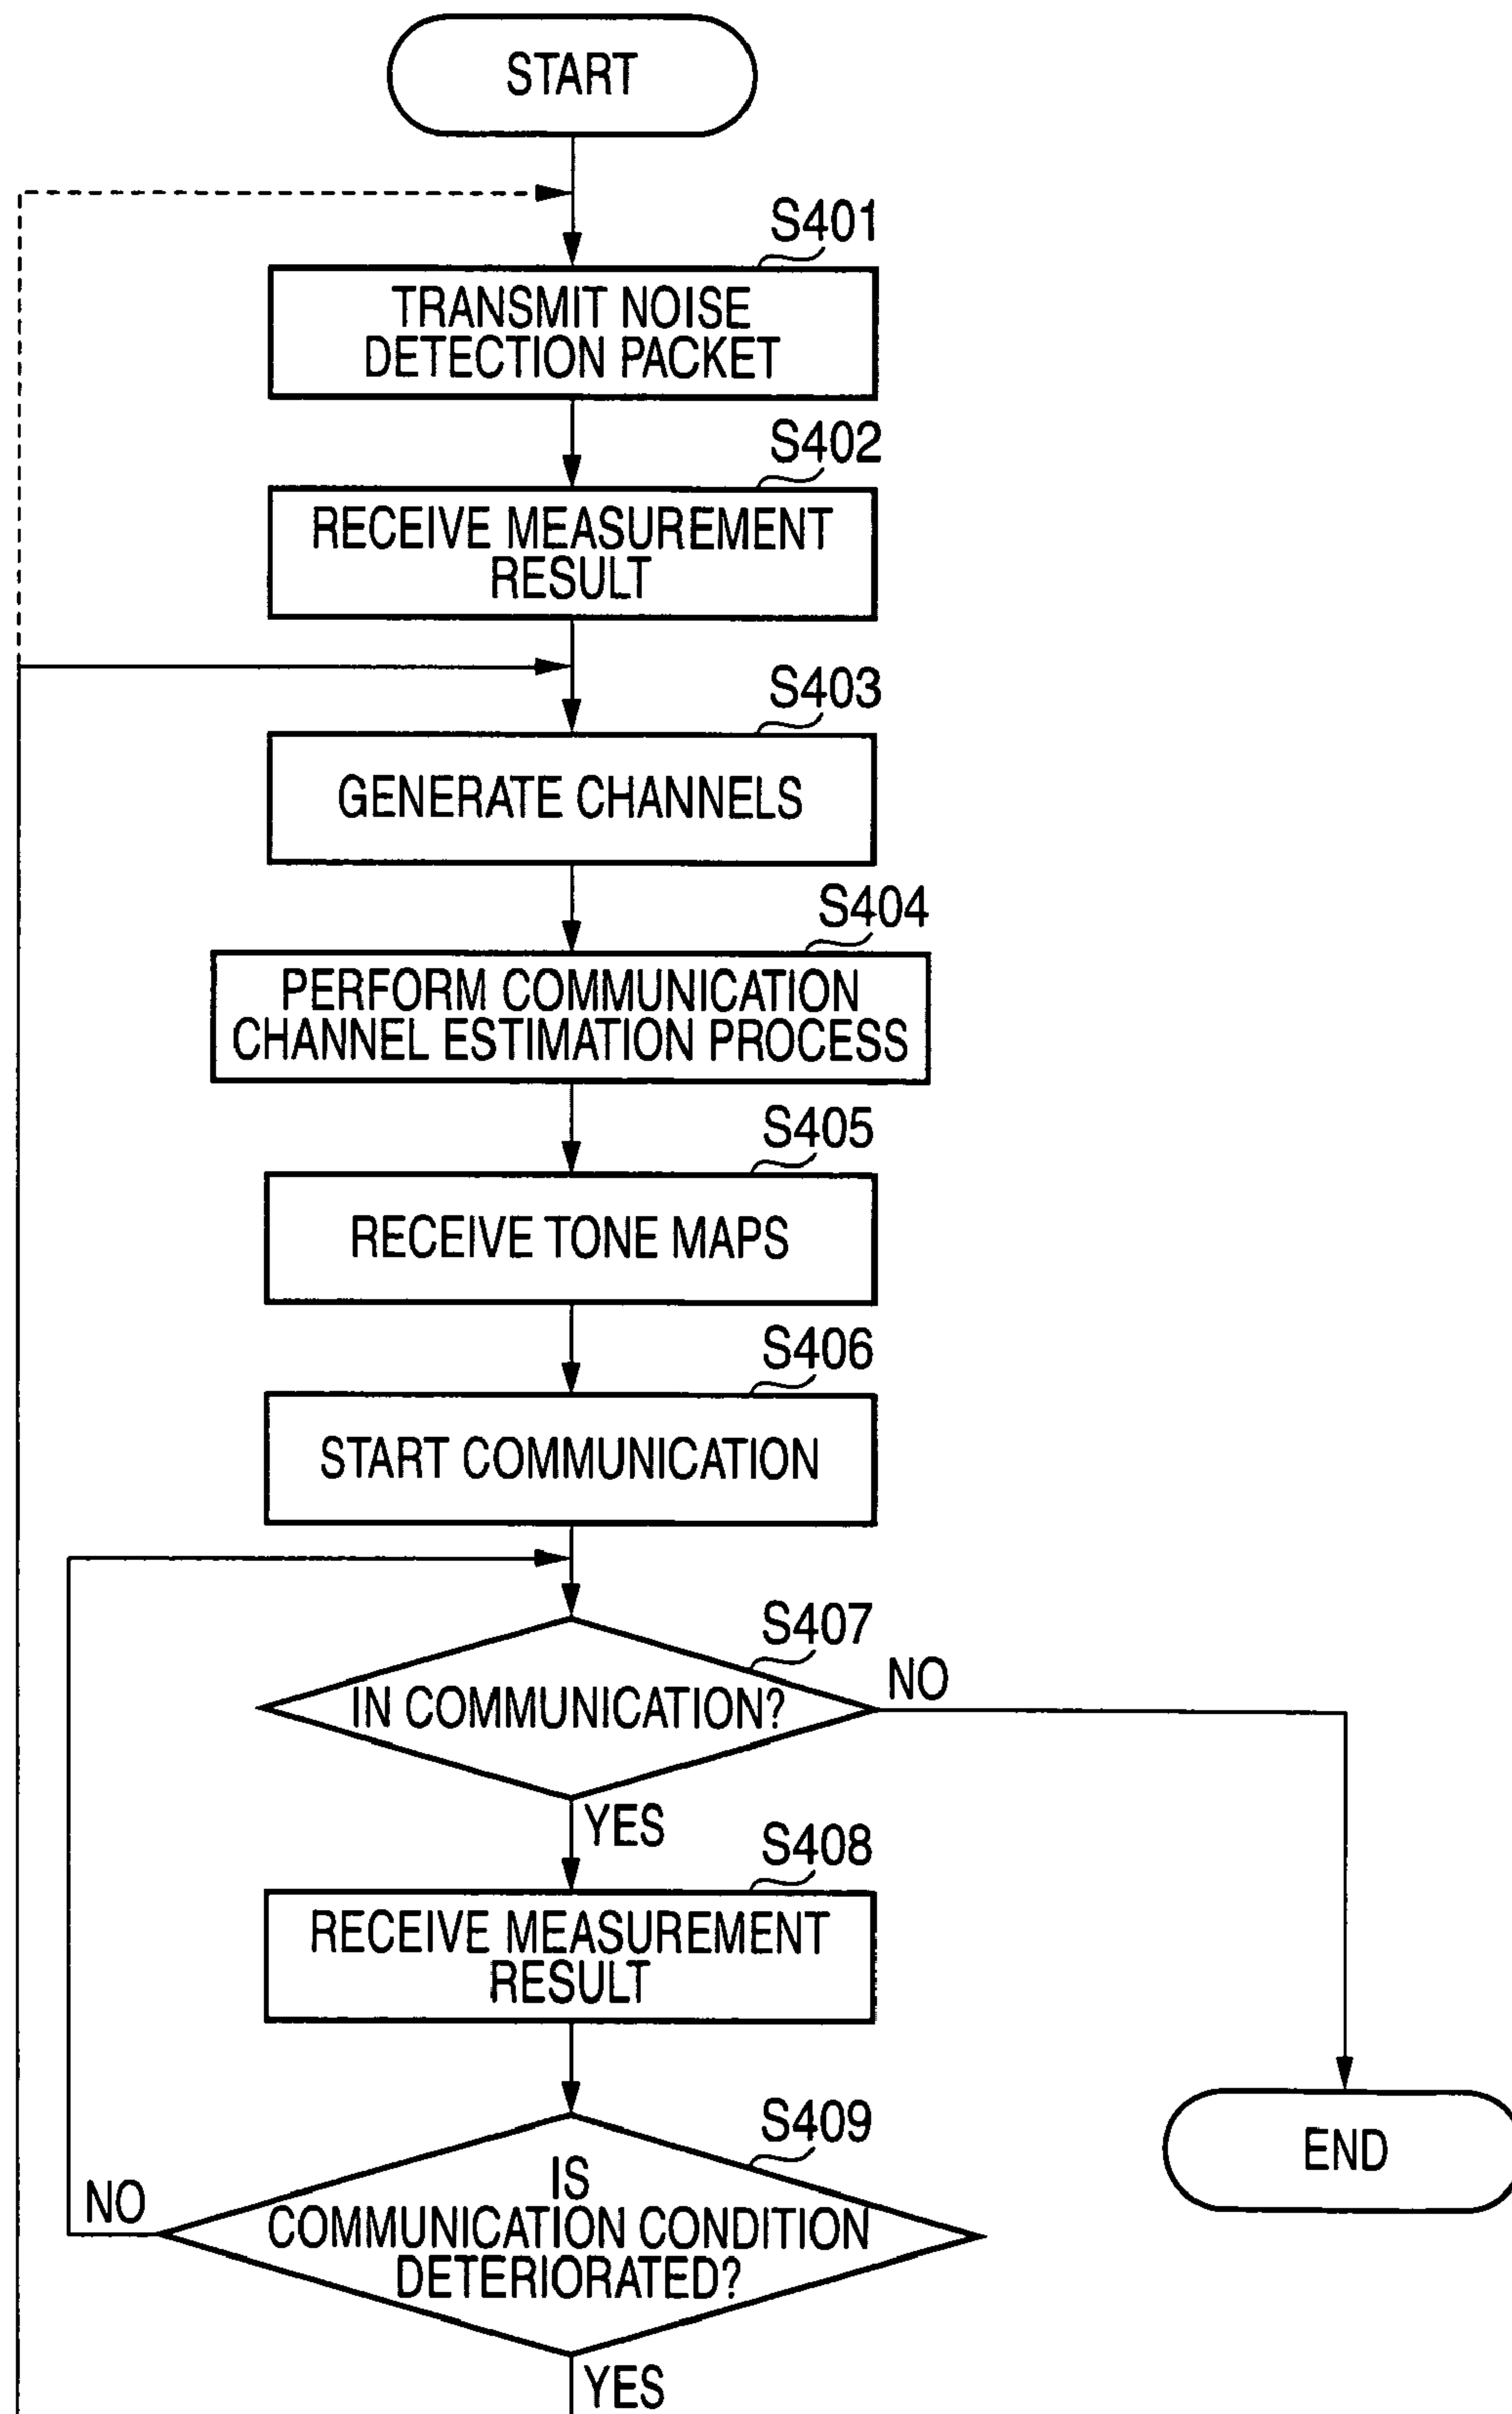 START
S401
TRANSMIT NOISE
DETECTION PACKET
S402
RECEIVE MEASUREMENT
RESULT
S403
GENERATE CHANNELS
S404
PERFORM COMMUNICATION
CHANNEL ESTIMATION PROCESS
S405
RECEIVE TONE MAPS
S406
START COMMUNICATION
S407
IN COMMUNICATION?
NO
YES
S408
RECEIVE MEASUREMENT
RESULT
S409
IS
COMMUNICATION CONDITION
DETERIORATED?
NO
YES
END